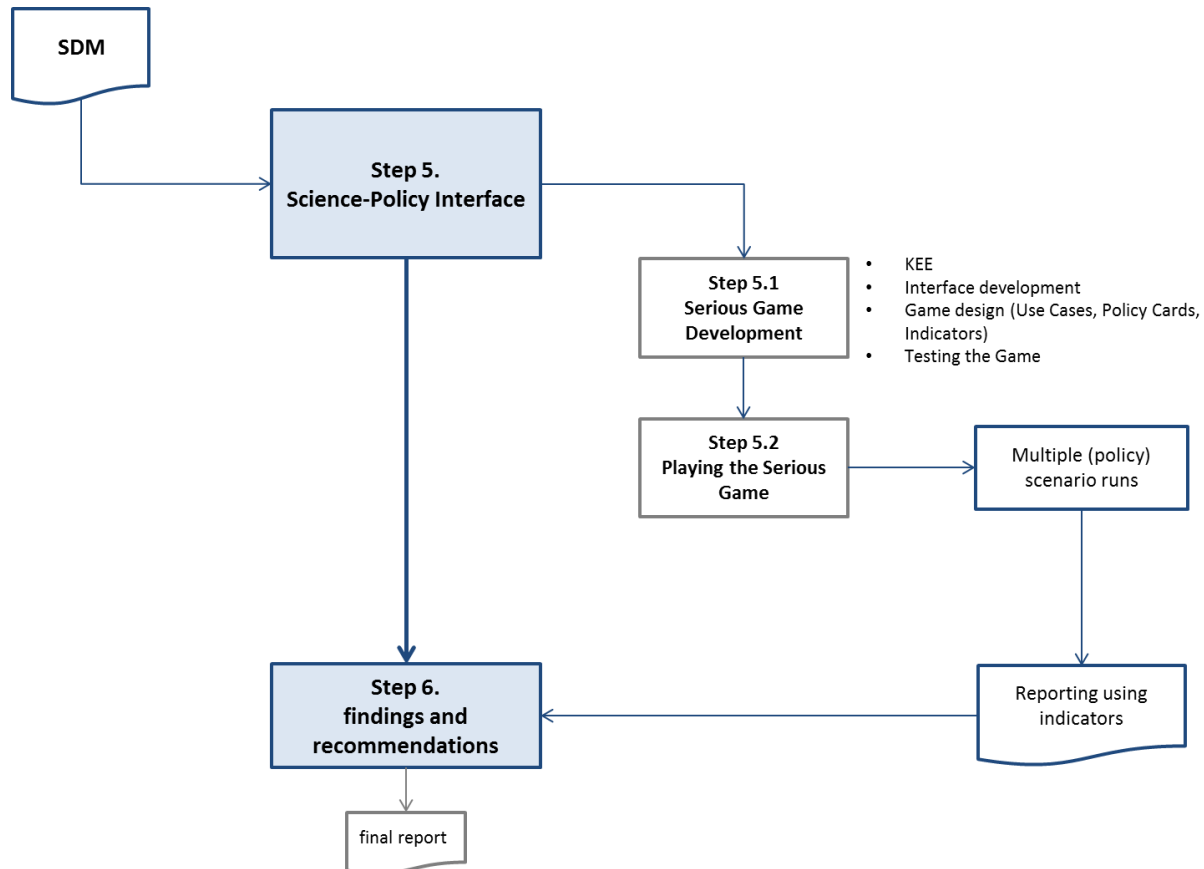 SDM
Step 5.
Science-Policy Interface
Step 5.1
Serious Game
Development
• KEE
• Interface development
• Game design (Use Cases, Policy Cards,
Indicators)
• Testing the Game
Step 5.2
Playing the Serious
Game
Multiple (policy)
scenario runs
Reporting using
indicators
Step 6.
findings and
recommendations
final report